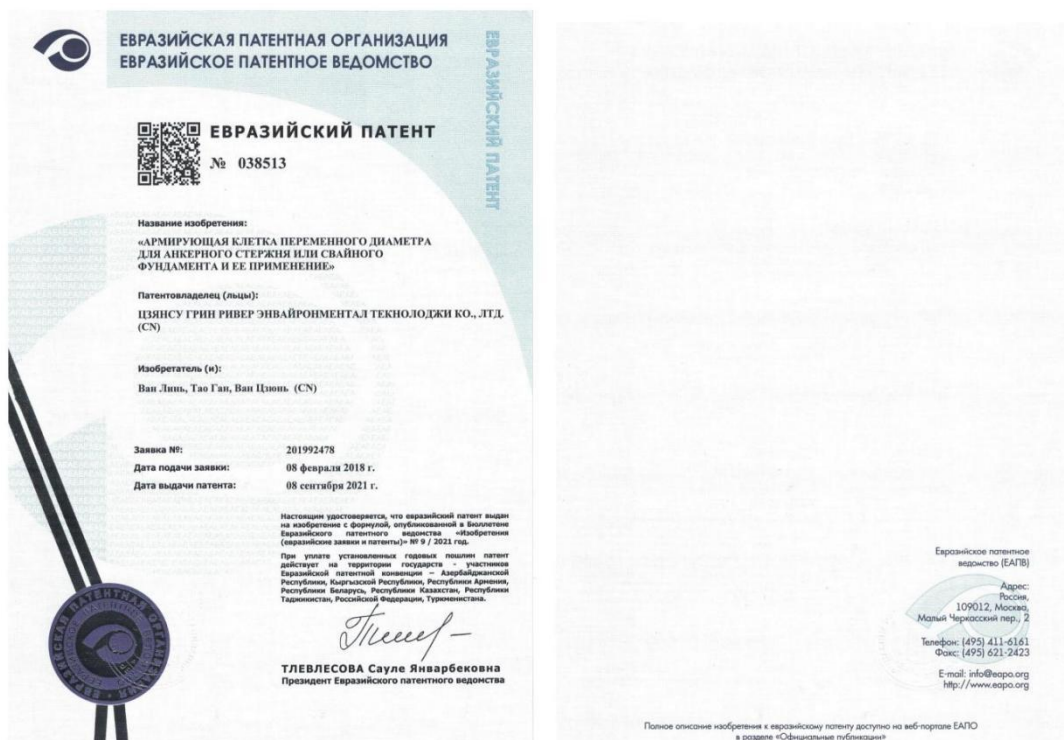 ЕВРАЗИЙСКАЯ ПАТЕНТНАЯ ОРГАНИЗАЦИЯ
ЕВРАЗИЙСКОЕ ПАТЕНТНОЕ ВЕДОМСТВО
ЕВРАЗИЙСКИЙ ПАТЕНТ
ЕВРАЗИЙСКИЙ ПАТЕНТ
№ 038513
Название изобретения:
«АРМИРУЮЩАЯ КЛЕТКА ПЕРЕМЕННОГО ДИАМЕТРА
ДЛЯ АНКЕРНОГО СТЕРЖНЯ ИЛИ СВАЙНОГО
ФУНДАМЕНТА И ЕЕ ПРИМЕНЕНИЕ»
Патентовладелец (льцы):
ЦЗЯНСУ ГРИН РИВЕР ЭНВАЙРОНМЕНТАЛ ТЕКНОЛОДЖИ КО., ЛТД.
(CN)
Изобретатель (и):
Ван Линь, Тао Ган, Ван Цзюнь (CN)
Заявка №: 201992478
Дата подачи заявки: 08 февраля 2018 г.
Дата выдачи патента: 08 сентября 2021 г.
Настоящим удостоверяется, что евразийский патент выдан
на изобретение с формулой, опубликованной в Бюллетене
Евразийского патентного ведомства «Изобретения
(евразийские заявки и патенты)» № 9 / 2021 год.
При уплате установленных годовых пошлин патент
действует на территории государств - участников
Евразийской патентной конвенции – Азербайджанской
Республики, Кыргызской Республики, Республики Армения,
Республики Беларусь, Республики Казахстан, Республики
Таджикистан, Российской Федерации, Туркменистана.
ТЛЕВЛЕСОВА Сауле Январбековна
Президент Евразийского патентного ведомства
ЕВРАЗИЙСКАЯ ПАТЕНТНАЯ ОРГАНИЗАЦИЯ
Евразийское патентное
ведомство (ЕАПВ)
Адрес:
Россия,
109012, Москва,
Малый Черкасский пер., 2
Телефон: (495) 411-6161
Факс: (495) 621-2423
E-mail: info@eapo.org
http://www.eapo.org
Полное описание изобретения к евразийскому патенту доступно на веб-портале ЕАПО
в разделе «Официальные публикации»